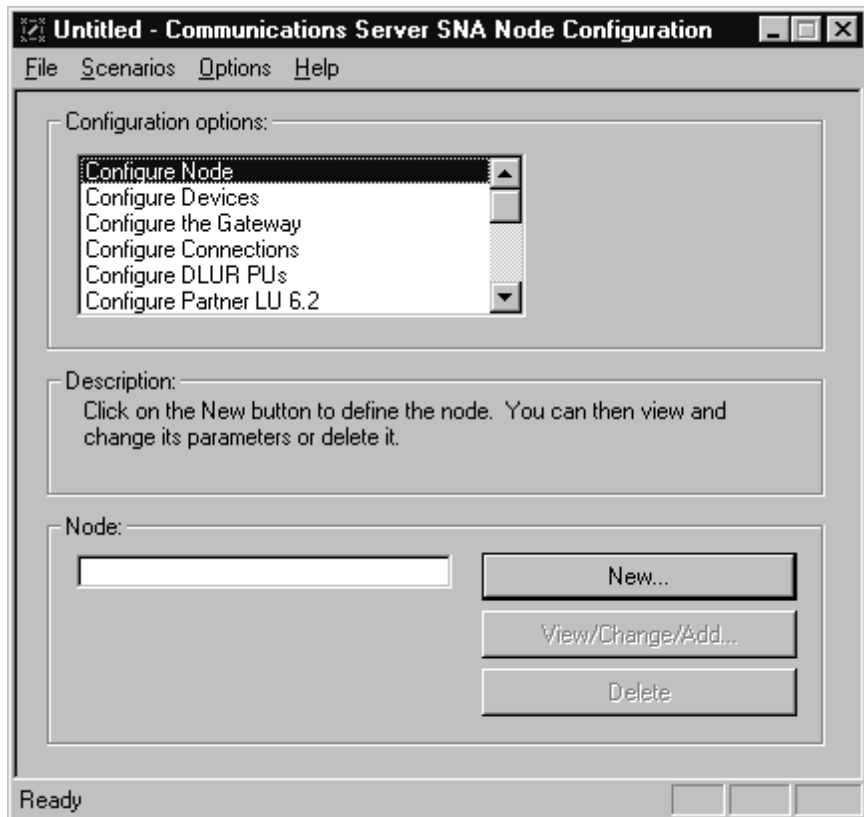 Untitled - Communications Server SNA Node Configuration
File Scenarios Options Help
Configuration options:
Configure Node
Configure Devices
Configure the Gateway
Configure Connections
Configure DLUR PUs
Configure Partner LU 6.2
Description:
Click on the New button to define the node. You can then view and
change its parameters or delete it.
Node:
New...
View/Change/Add...
Delete
Ready